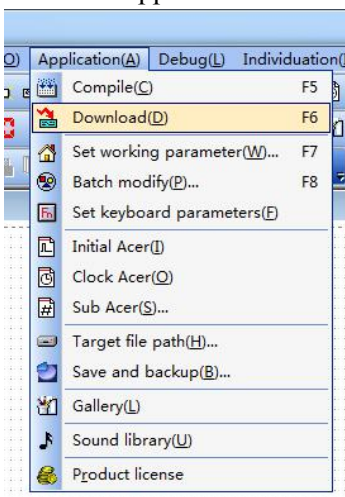 O) Application(A) Debug(L) Individuation(
Compile(C) F5
Download(D) F6
Set working parameter(W)... F7
Batch modify(P)... F8
Fn Set keyboard parameters(F)
Initial Acer(I)
Clock Acer(O)
# Sub Acer(S)...
Target file path(H)...
Save and backup(B)...
Gallery(L)
Sound library(U)
Product license